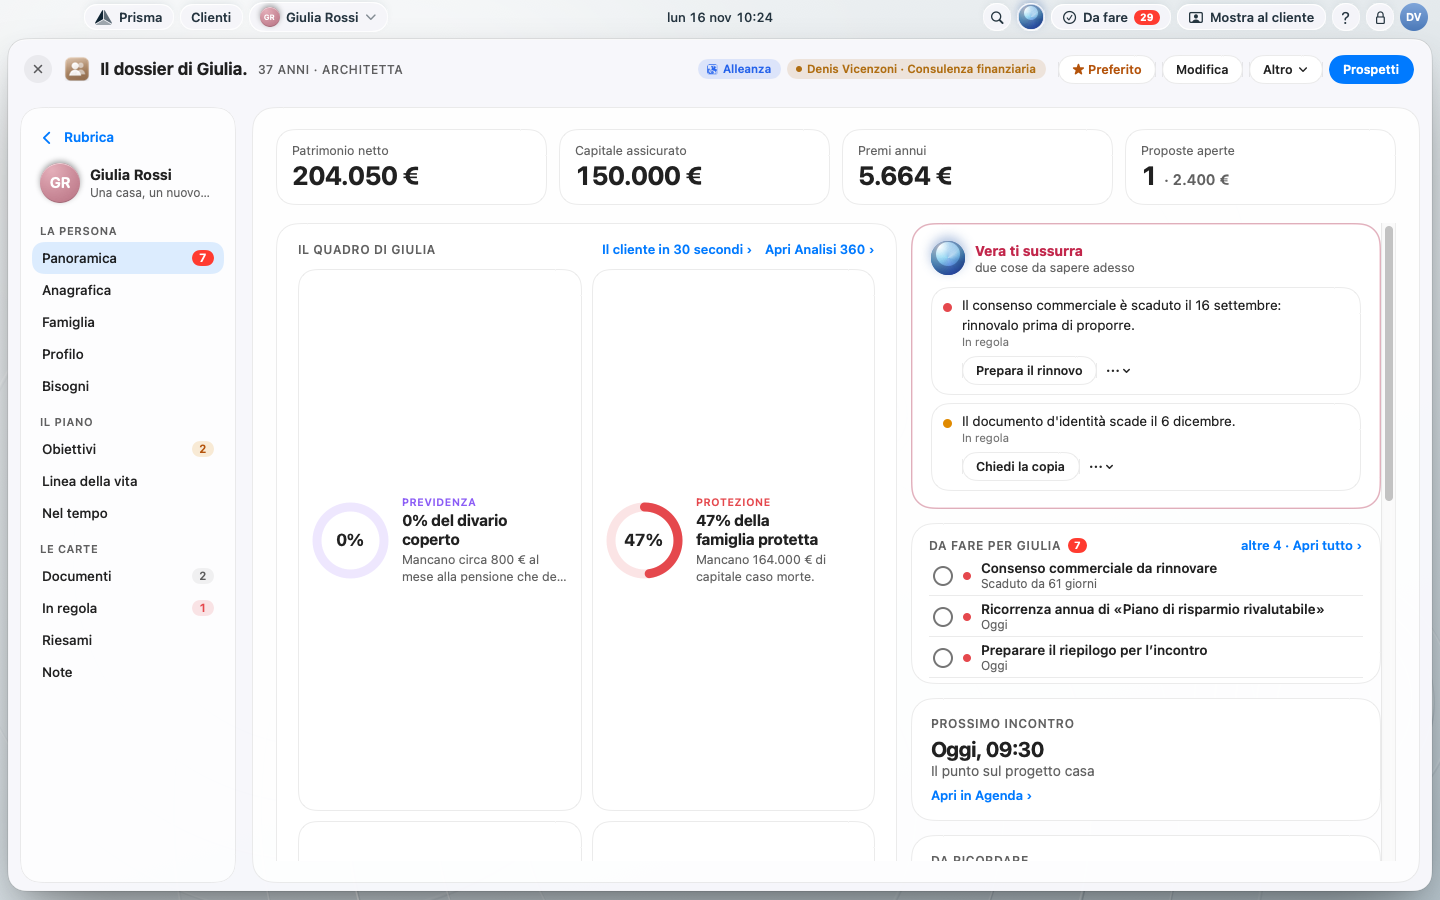 Prisma
Clienti
GR Giulia Rossi
lun 16 nov 10:24
Da fare 29
Mostra al cliente
?
DV
Il dossier di Giulia.
37 ANNI · ARCHITETTA
Alleanza
Denis Vicenzoni · Consulenza finanziaria
Preferito
Modifica
Altro
Prospetti
Rubrica
GR
Giulia Rossi
Una casa, un nuovo...
LA PERSONA
Panoramica 7
Anagrafica
Famiglia
Profilo
Bisogni
IL PIANO
Obiettivi 2
Linea della vita
Nel tempo
LE CARTE
Documenti 2
In regola 1
Riesami
Note
Patrimonio netto
204.050 €
Capitale assicurato
150.000 €
Premi annui
5.664 €
Proposte aperte
1 · 2.400 €
IL QUADRO DI GIULIA
Il cliente in 30 secondi ›
Apri Analisi 360 ›
0%
PREVIDENZA
0% del divario
coperto
Mancano circa 800 € al
mese alla pensione che de...
47%
PROTEZIONE
47% della
famiglia protetta
Mancano 164.000 € di
capitale caso morte.
Vera ti sussurra
due cose da sapere adesso
Il consenso commerciale è scaduto il 16 settembre:
rinnovalo prima di proporre.
In regola
Prepara il rinnovo
Il documento d'identità scade il 6 dicembre.
In regola
Chiedi la copia
DA FARE PER GIULIA 7
altre 4 · Apri tutto ›
Consenso commerciale da rinnovare
Scaduto da 61 giorni
Ricorrenza annua di «Piano di risparmio rivalutabile»
Oggi
Preparare il riepilogo per l’incontro
Oggi
PROSSIMO INCONTRO
Oggi, 09:30
Il punto sul progetto casa
Apri in Agenda ›
DA RICORDARE